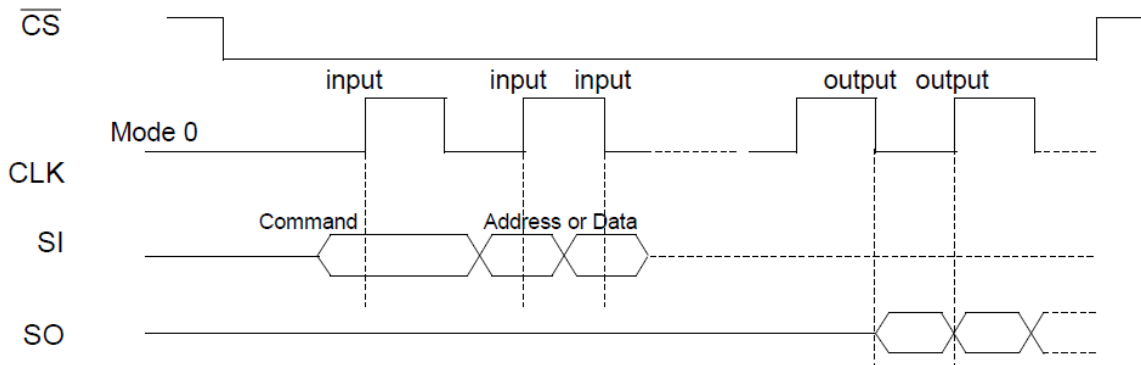 CS
input input input output output
Mode 0
CLK
Command Address or Data
SI
SO